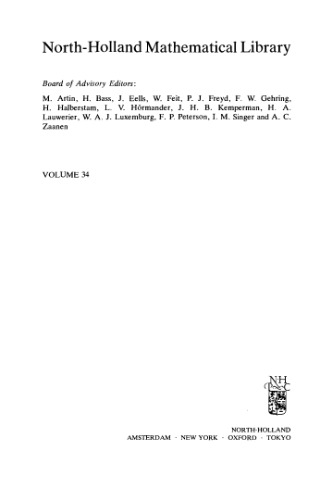 North-Holland Mathematical Library
Board of Advisory Editors:
M. Artin, H. Bass, J. Eells, W. Feit, P. J. Freyd, F. W. Gehring,
H. Halberstam, L. V. Hörmander, J. H. B. Kemperman, H. A.
Lauwerier, W. A. J. Luxemburg, F. P. Peterson, I. M. Singer and A. C.
Zaanen
VOLUME 34
NORTH-HOLLAND
AMSTERDAM · NEW YORK · OXFORD · TOKYO